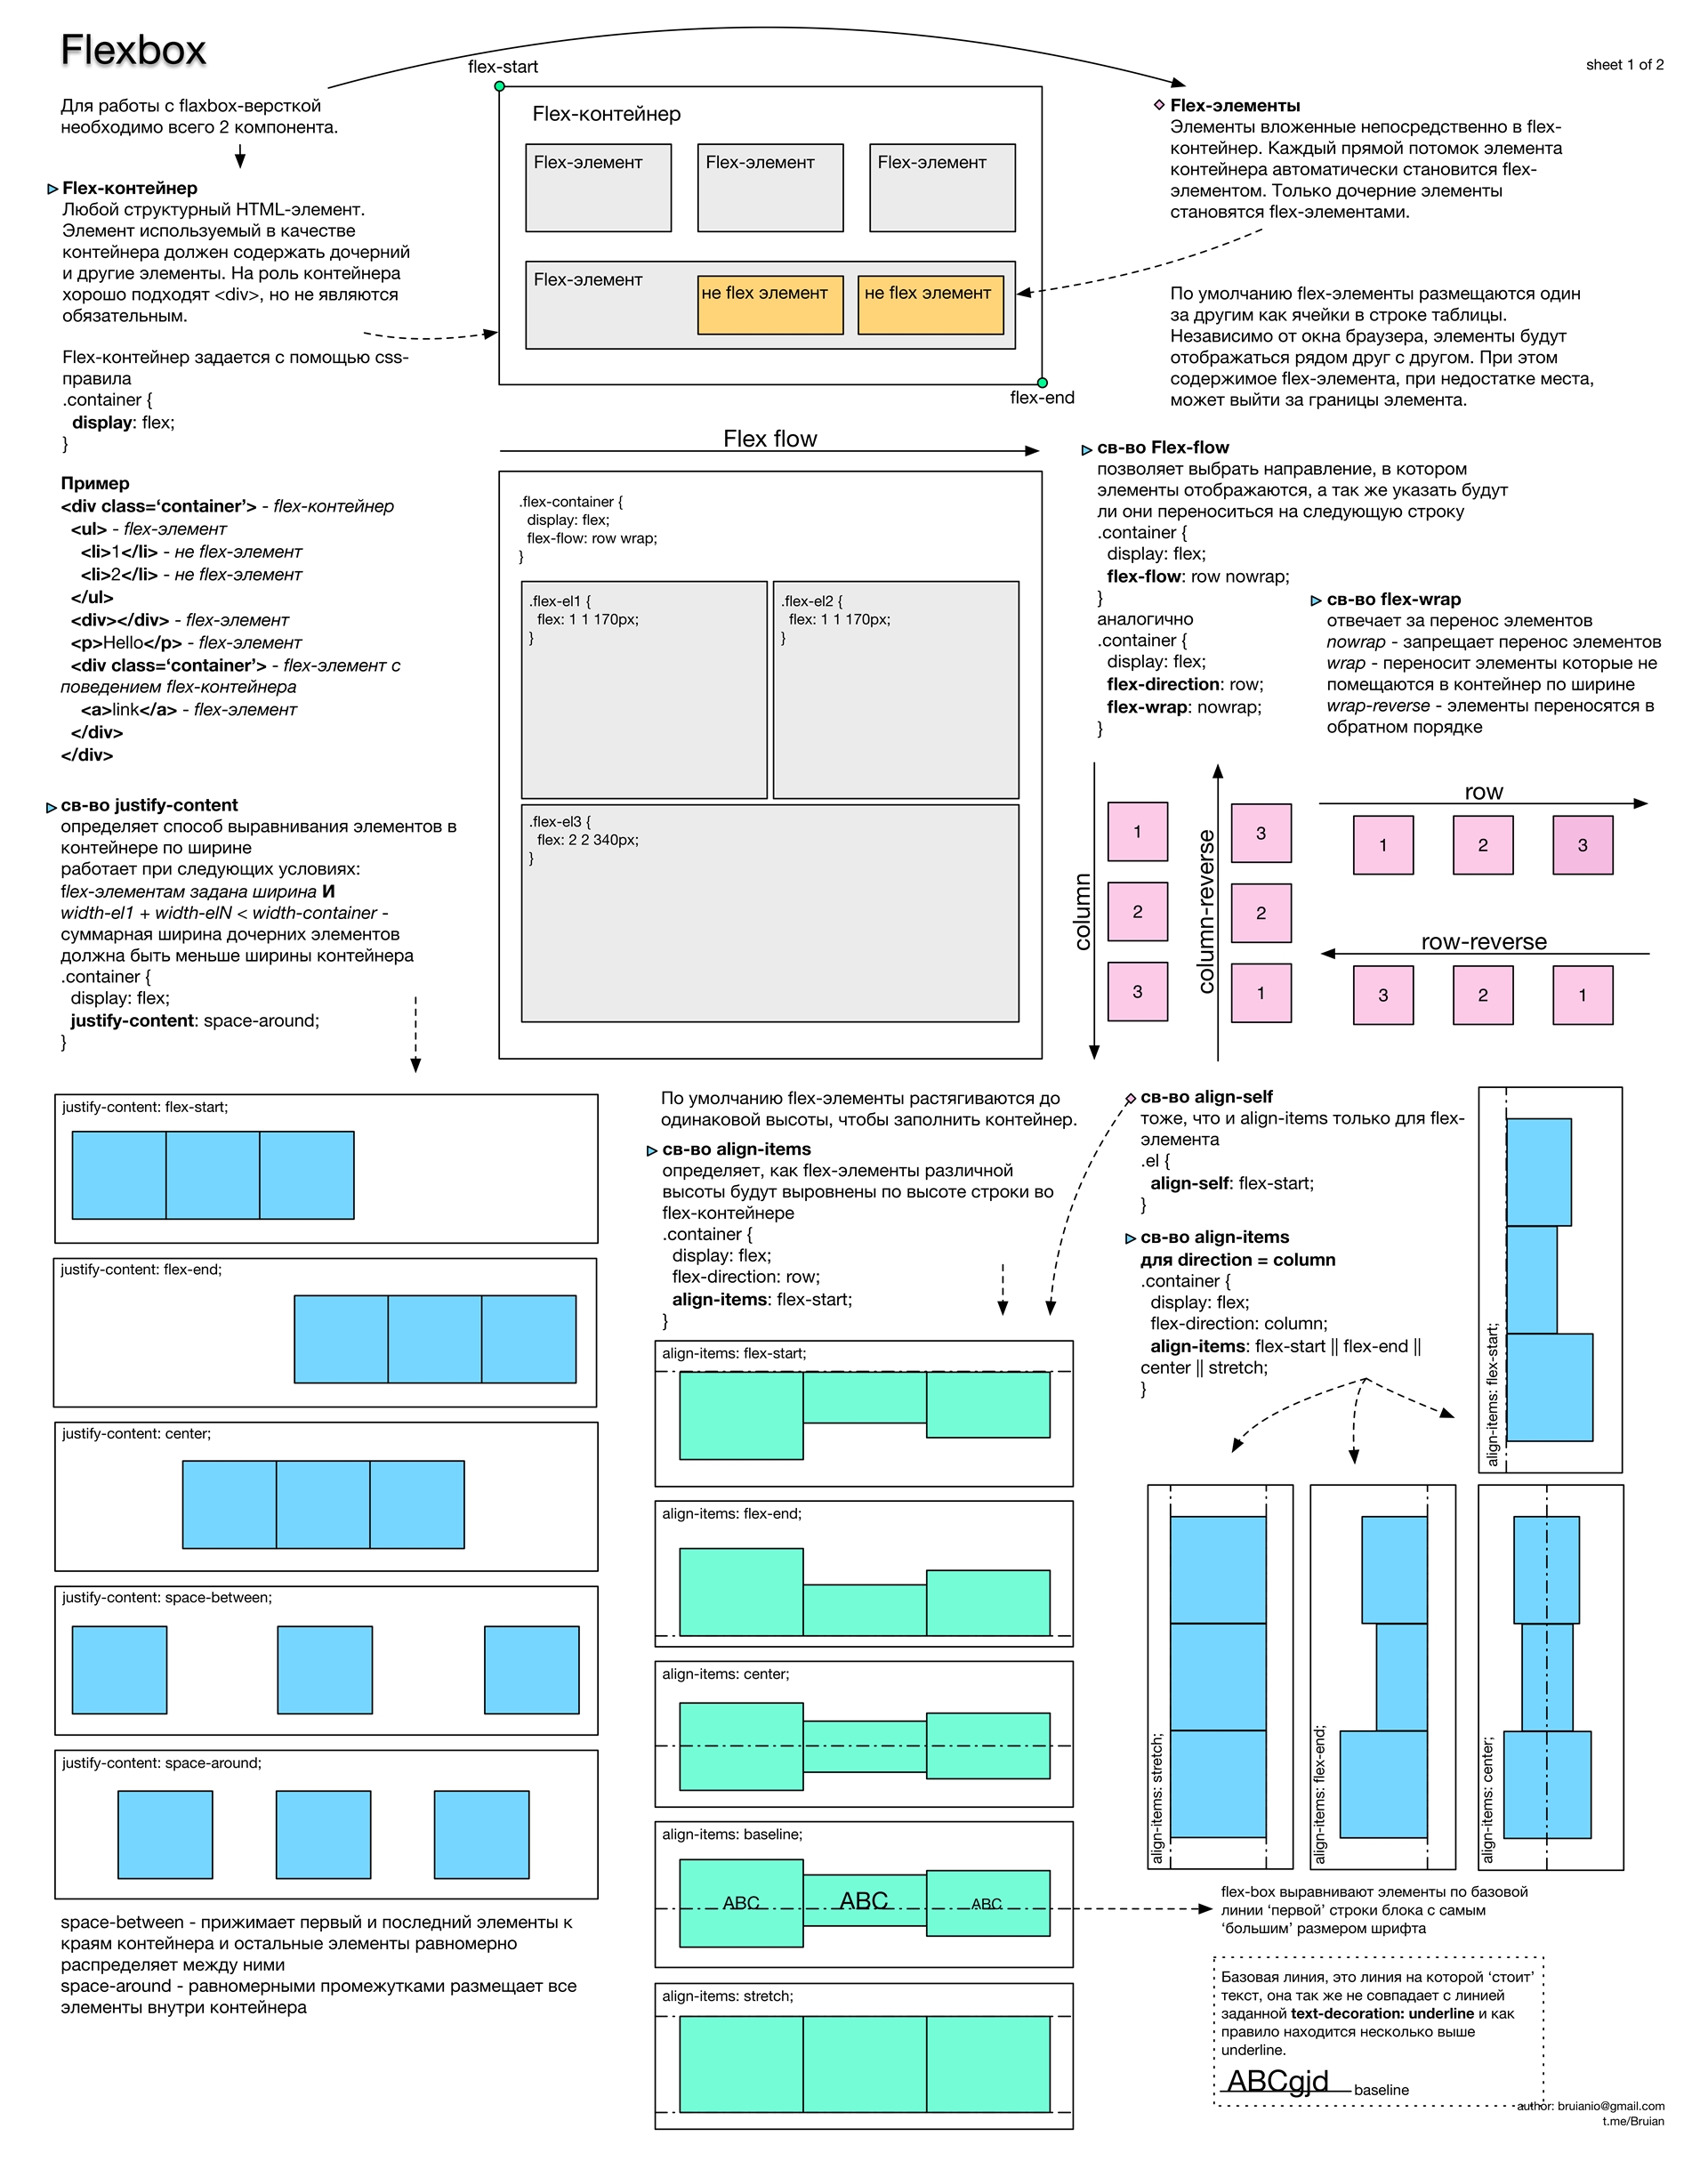 Flexbox
sheet 1 of 2
Для работы с flaxbox-версткой
необходимо всего 2 компонента.
Flex-контейнер
Любой структурный HTML-элемент.
Элемент используемый в качестве
контейнера должен содержать дочерний
и другие элементы. На роль контейнера
хорошо подходят <div>, но не являются
обязательным.
Flex-контейнер задается с помощью css-
правила
.container {
display: flex;
}
flex-start
Flex-контейнер
Flex-элемент
Flex-элемент
Flex-элемент
Flex-элемент
не flex элемент
не flex элемент
flex-end
Flex-элементы
Элементы вложенные непосредственно в flex-
контейнер. Каждый прямой потомок элемента
контейнера автоматически становится flex-
элементом. Только дочерние элементы
становятся flex-элементами.
По умолчанию flex-элементы размещаются один
за другим как ячейки в строке таблицы.
Независимо от окна браузера, элементы будут
отображаться рядом друг с другом. При этом
содержимое flex-элемента, при недостатке места,
может выйти за границы элемента.
Пример
<div class=‘container’> - flex-контейнер
<ul> - flex-элемент
<li>1</li> - не flex-элемент
<li>2</li> - не flex-элемент
</ul>
<div></div> - flex-элемент
<p>Hello</p> - flex-элемент
<div class=‘container’> - flex-элемент с
поведением flex-контейнера
<a>link</a> - flex-элемент
</div>
</div>
Flex flow
.flex-container {
display: flex;
flex-flow: row wrap;
}
.flex-el1 {
flex: 1 1 170px;
}
.flex-el2 {
flex: 1 1 170px;
}
.flex-el3 {
flex: 2 2 340px;
}
св-во Flex-flow
позволяет выбрать направление, в котором
элементы отображаются, а так же указать будут
ли они переноситься на следующую строку
.container {
display: flex;
flex-flow: row nowrap;
}
аналогично
.container {
display: flex;
flex-direction: row;
flex-wrap: nowrap;
}
св-во flex-wrap
отвечает за перенос элементов
nowrap - запрещает перенос элементов
wrap - переносит элементы которые не
помещаются в контейнер по ширине
wrap-reverse - элементы переносятся в
обратном порядке
column
1
2
3
column-reverse
3
2
1
row
1
2
3
row-reverse
3
2
1
св-во justify-content
определяет способ выравнивания элементов в
контейнере по ширине
работает при следующих условиях:
flex-элементам задана ширина И
width-el1 + width-elN < width-container -
суммарная ширина дочерних элементов
должна быть меньше ширины контейнера
.container {
display: flex;
justify-content: space-around;
}
justify-content: flex-start;
justify-content: flex-end;
justify-content: center;
justify-content: space-between;
justify-content: space-around;
space-between - прижимает первый и последний элементы к
краям контейнера и остальные элементы равномерно
распределяет между ними
space-around - равномерными промежутками размещает все
элементы внутри контейнера
По умолчанию flex-элементы растягиваются до
одинаковой высоты, чтобы заполнить контейнер.
св-во align-items
определяет, как flex-элементы различной
высоты будут выровнены по высоте строки во
flex-контейнере
.container {
display: flex;
flex-direction: row;
align-items: flex-start;
}
align-items: flex-start;
align-items: flex-end;
align-items: center;
align-items: baseline;
ABC
ABC
ABC
align-items: stretch;
св-во align-self
тоже, что и align-items только для flex-
элемента
.el {
align-self: flex-start;
}
св-во align-items
для direction = column
.container {
display: flex;
flex-direction: column;
align-items: flex-start || flex-end ||
center || stretch;
}
align-items: flex-start;
align-items: stretch;
align-items: flex-end;
align-items: center;
flex-box выравнивают элементы по базовой
линии ‘первой’ строки блока с самым
‘большим’ размером шрифта
Базовая линия, это линия на которой ‘стоит’
текст, она так же не совпадает с линией
заданной text-decoration: underline и как
правило находится несколько выше
underline.
ABCgjd
baseline
author: bruianio@gmail.com
t.me/Bruian